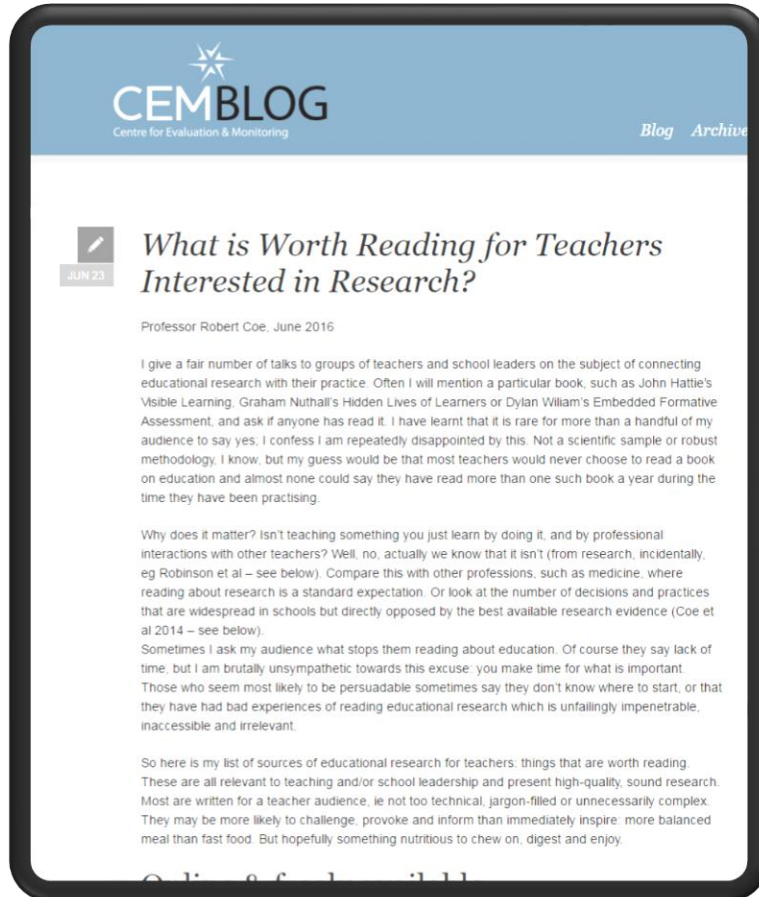 CEMBLOG
Centre for Evaluation & Monitoring
Blog Archive
JUN 23
What is Worth Reading for Teachers
Interested in Research?
Professor Robert Coe, June 2016
I give a fair number of talks to groups of teachers and school leaders on the subject of connecting
educational research with their practice. Often I will mention a particular book, such as John Hattie's
Visible Learning, Graham Nuthall's Hidden Lives of Learners or Dylan Wiliam's Embedded Formative
Assessment, and ask if anyone has read it. I have learnt that it is rare for more than a handful of my
audience to say yes; I confess I am repeatedly disappointed by this. Not a scientific sample or robust
methodology, I know, but my guess would be that most teachers would never choose to read a book
on education and almost none could say they have read more than one such book a year during the
time they have been practising.
Why does it matter? Isn't teaching something you just learn by doing it, and by professional
interactions with other teachers? Well, no, actually we know that it isn't (from research, incidentally,
eg Robinson et al – see below). Compare this with other professions, such as medicine, where
reading about research is a standard expectation. Or look at the number of decisions and practices
that are widespread in schools but directly opposed by the best available research evidence (Coe et
al 2014 – see below).
Sometimes I ask my audience what stops them reading about education. Of course they say lack of
time, but I am brutally unsympathetic towards this excuse: you make time for what is important.
Those who seem most likely to be persuadable sometimes say they don't know where to start, or that
they have had bad experiences of reading educational research which is unfailingly impenetrable,
inaccessible and irrelevant.
So here is my list of sources of educational research for teachers: things that are worth reading.
These are all relevant to teaching and/or school leadership and present high-quality, sound research.
Most are written for a teacher audience, ie not too technical, jargon-filled or unnecessarily complex.
They may be more likely to challenge, provoke and inform than immediately inspire: more balanced
meal than fast food. But hopefully something nutritious to chew on, digest and enjoy.